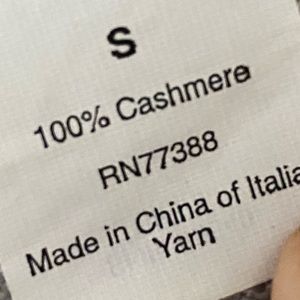 S
100% Cashmere
RN77388
Made in China of Italia
Yarn